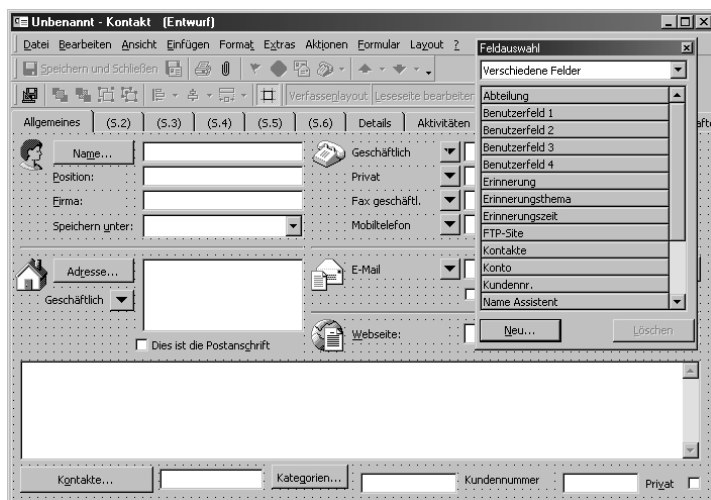 Unbenannt - Kontakt (Entwurf)
Datei Bearbeiten Ansicht Einfügen Format Extras Aktionen Formular Layout ?
Speichern und Schließen
Verfasserlayout Leseseite bearbeiten
Allgemeines (S.2) (S.3) (S.4) (S.5) (S.6) Details Aktivitäten
Name...
Position:
Firma:
Speichern unter:
Geschäftlich
Privat
Fax geschäftl.
Mobiltelefon
Adresse...
Geschäftlich
Dies ist die Postanschrift
E-Mail
Webseite:
Feldauswahl
Verschiedene Felder
Abteilung
Benutzerfeld 1
Benutzerfeld 2
Benutzerfeld 3
Benutzerfeld 4
Erinnerung
Erinnerungsthema
Erinnerungszeit
FTP-Site
Kontakte
Konto
Kundennr.
Name Assistent
Neu... Löschen
Kontakte... Kategorien... Kundennummer Privat